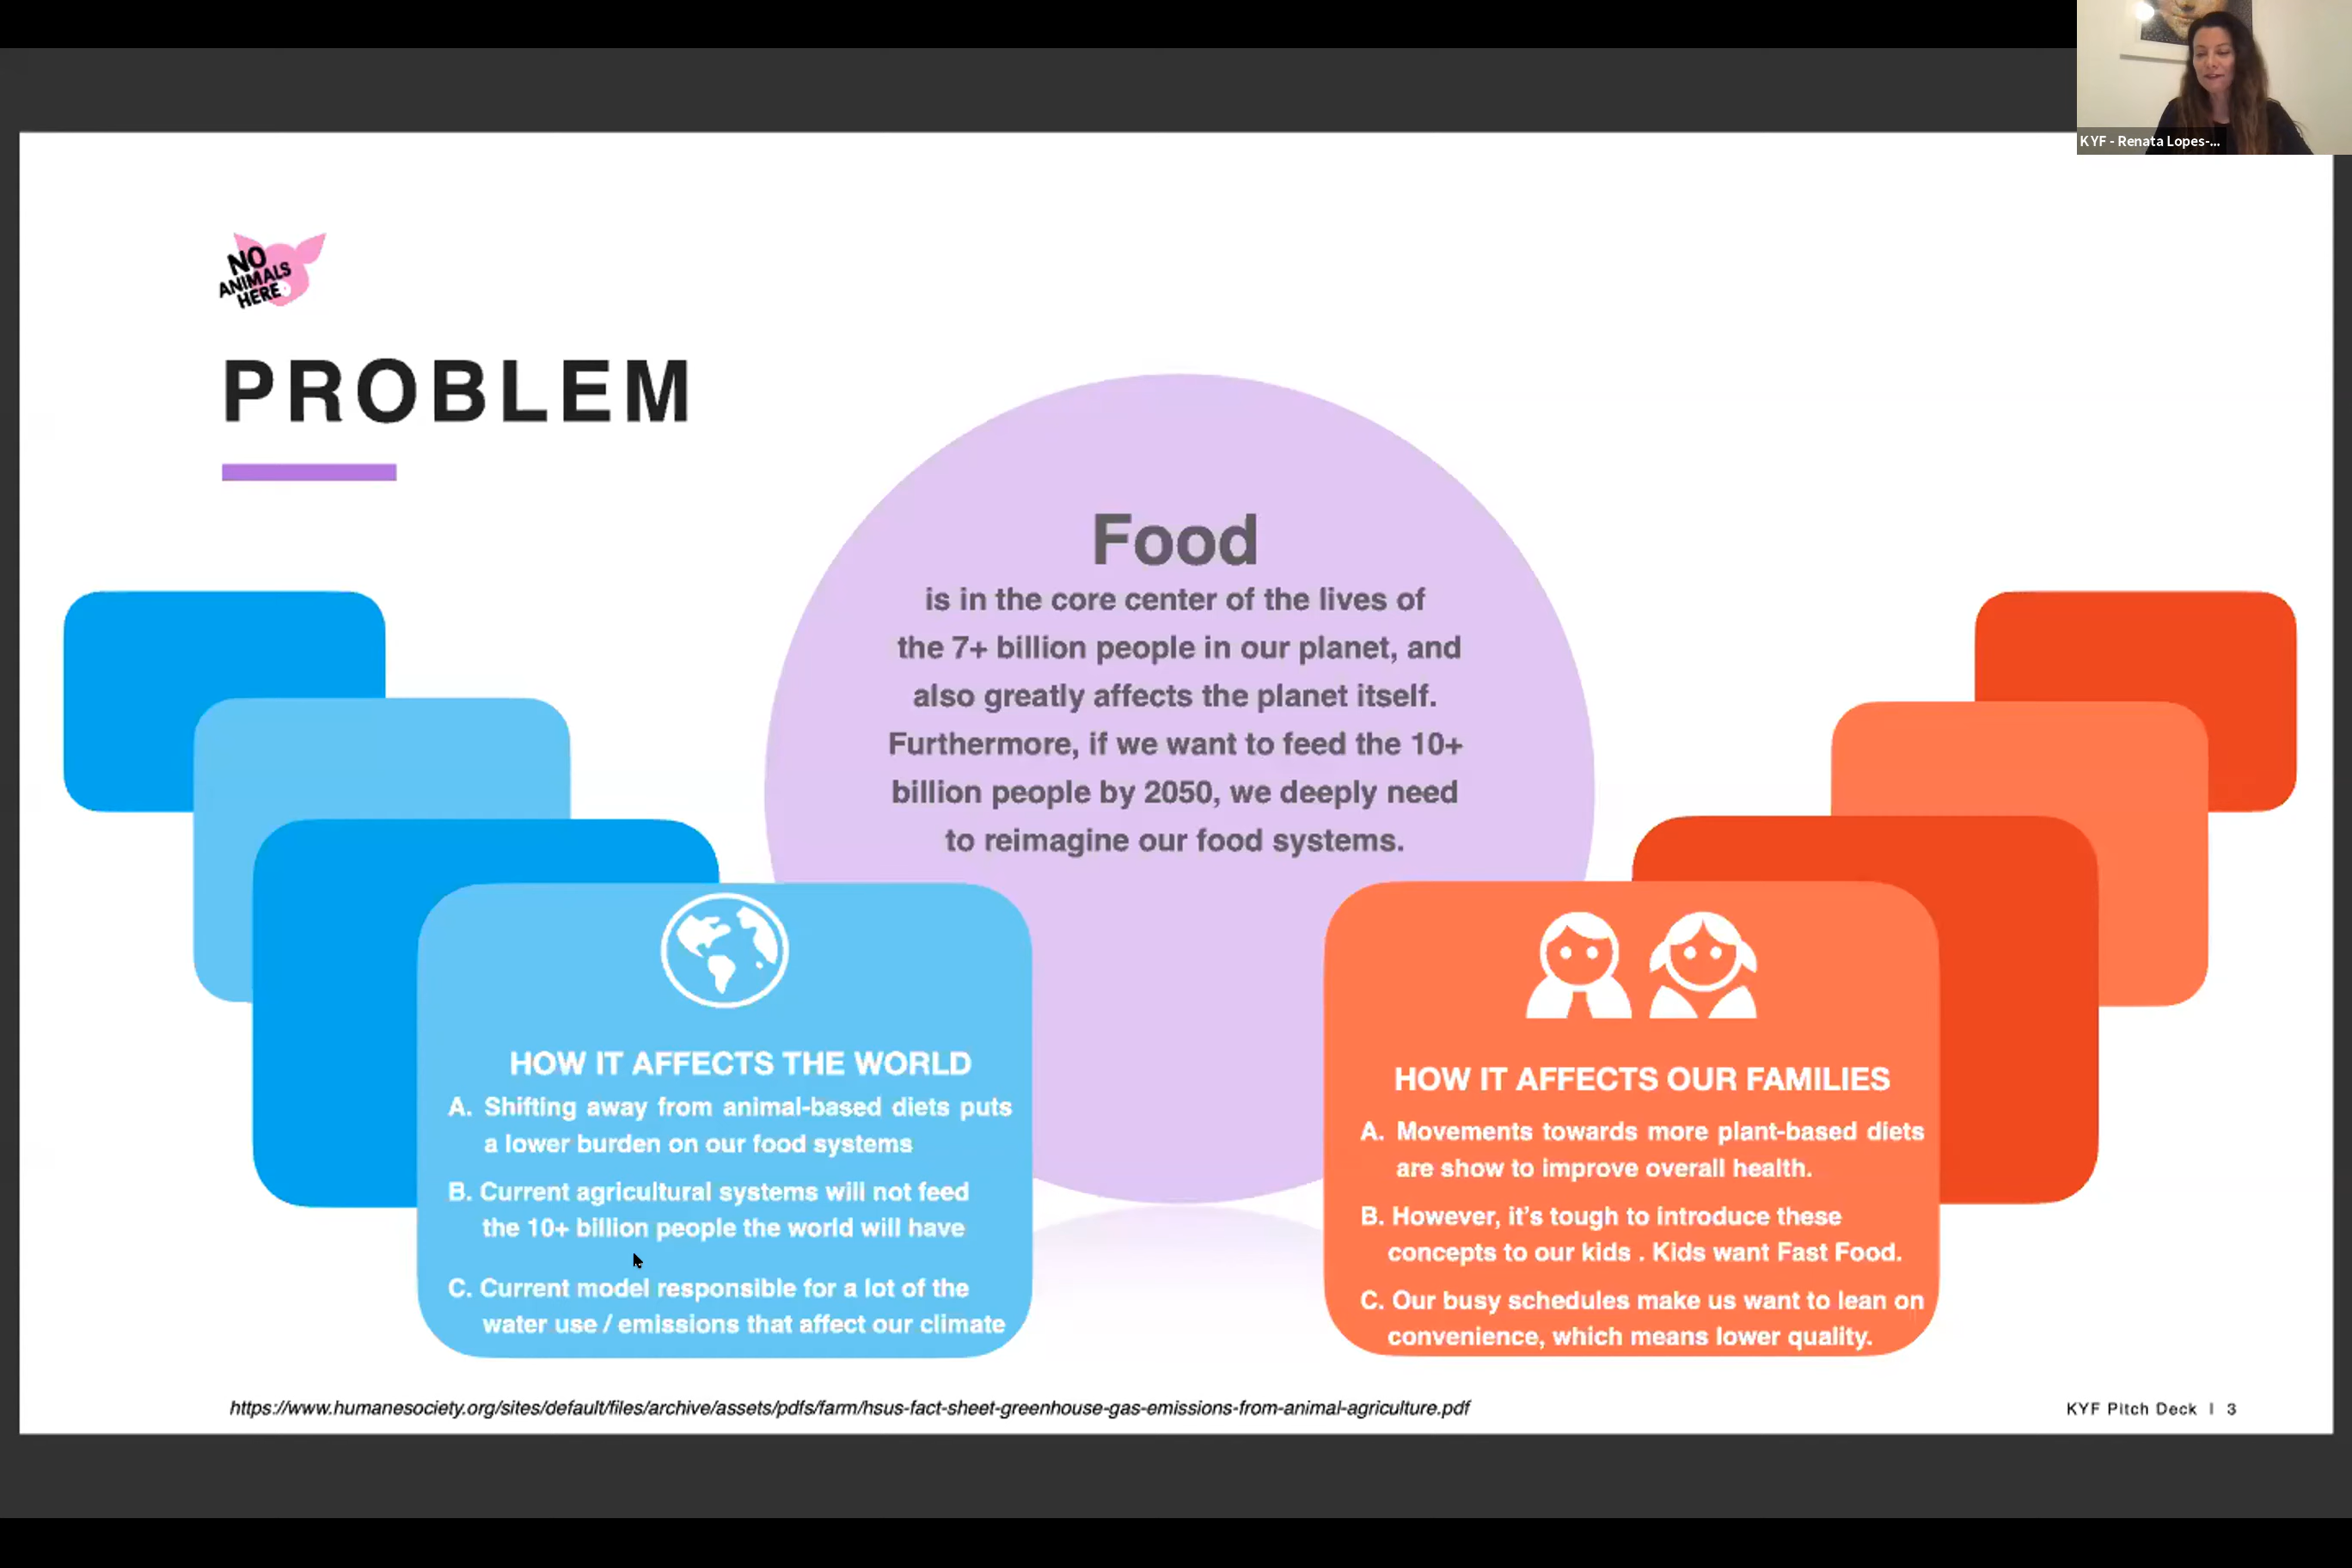 KYF - Renata Lopes-...
NO
ANIMALS
HERE
PROBLEM
Food
is in the core center of the lives of
the 7+ billion people in our planet, and
also greatly affects the planet itself.
Furthermore, if we want to feed the 10+
billion people by 2050, we deeply need
to reimagine our food systems.
HOW IT AFFECTS THE WORLD
A. Shifting away from animal-based diets puts
a lower burden on our food systems
B. Current agricultural systems will not feed
the 10+ billion people the world will have
C. Current model responsible for a lot of the
water use / emissions that affect our climate
HOW IT AFFECTS OUR FAMILIES
A. Movements towards more plant-based diets
are show to improve overall health.
B. However, it's tough to introduce these
concepts to our kids . Kids want Fast Food.
C. Our busy schedules make us want to lean on
convenience, which means lower quality.
https://www.humanesociety.org/sites/default/files/archive/assets/pdfs/farm/hsus-fact-sheet-greenhouse-gas-emissions-from-animal-agriculture.pdf
KYF Pitch Deck | 3